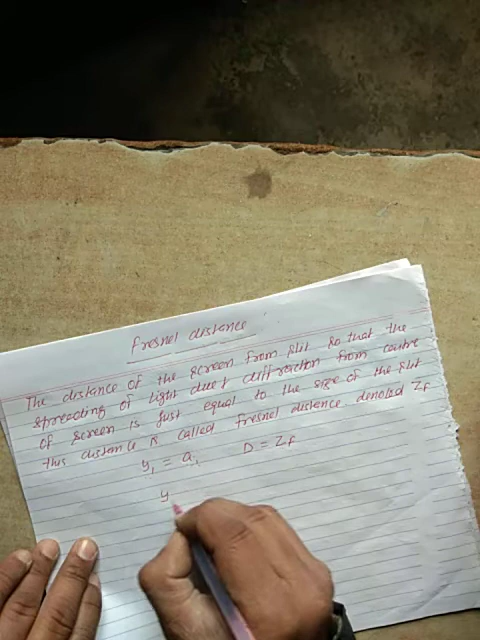 fresnel distance
The distance of the screen from slit so that the
spreading of light due t diffraction from centre
of screen is just equal to the size of the slit
this distance is called fresnel distance denoted Zf
y₁ = a, D = Zf
y